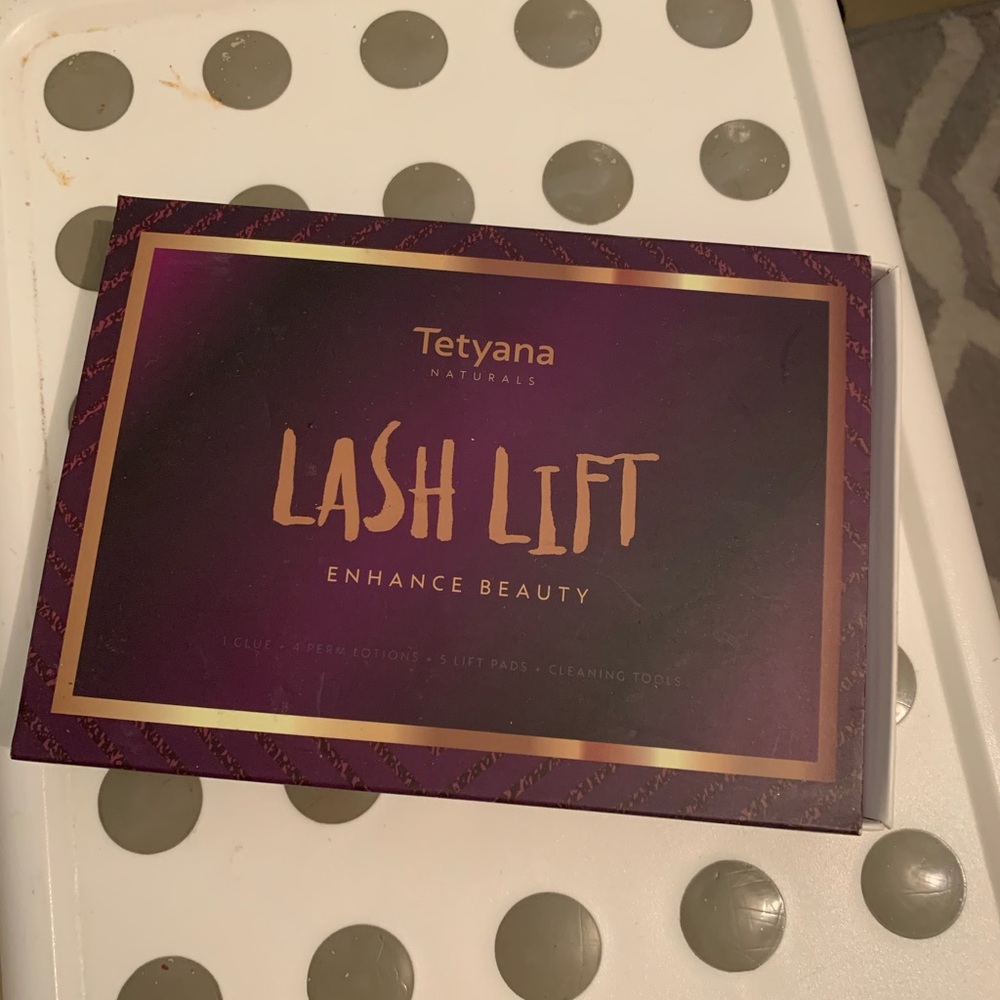 Tetyana
NATURALS
LASH LIFT
ENHANCE BEAUTY
1 GLUE + 4 PERM LOTIONS + 5 LIFT PADS + CLEANING TOOLS